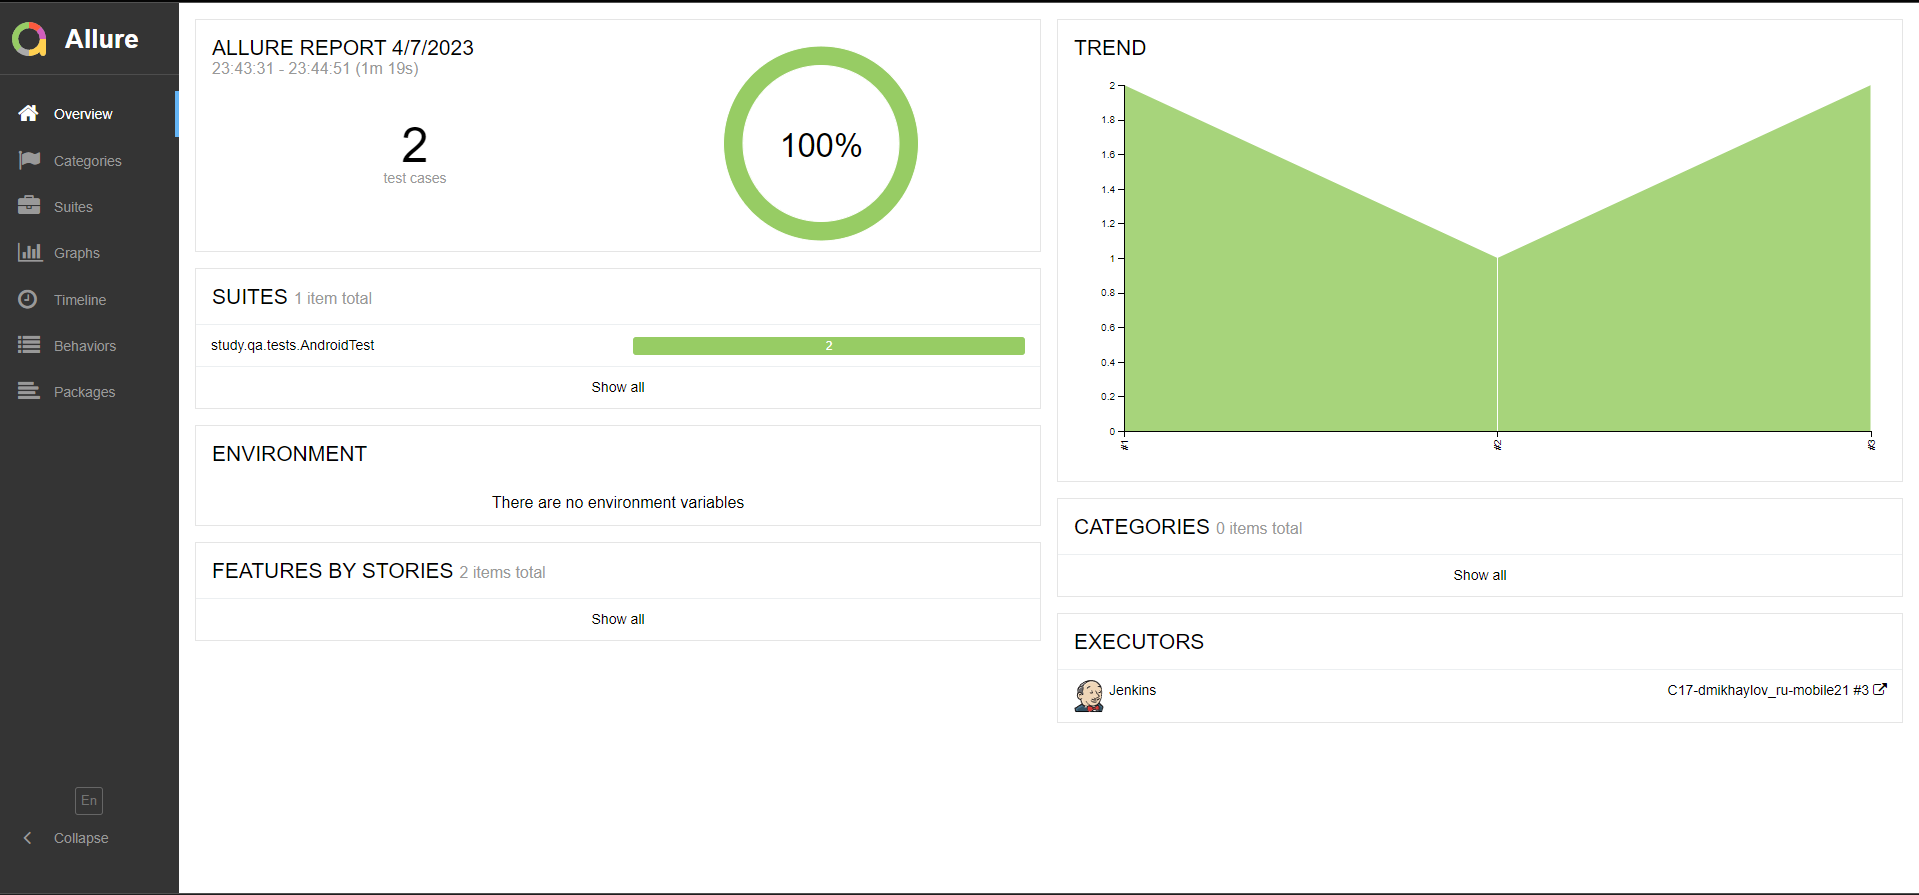 Allure
Overview
Categories
Suites
Graphs
Timeline
Behaviors
Packages
En
Collapse
ALLURE REPORT 4/7/2023
23:43:31 - 23:44:51 (1m 19s)
2
test cases
100%
SUITES 1 item total
study.qa.tests.AndroidTest
2
Show all
ENVIRONMENT
There are no environment variables
FEATURES BY STORIES 2 items total
Show all
TREND
2
1.8
1.6
1.4
1.2
1
0.8
0.6
0.4
0.2
0
#1
#2
#3
CATEGORIES 0 items total
Show all
EXECUTORS
Jenkins
C17-dmikhaylov_ru-mobile21 #3